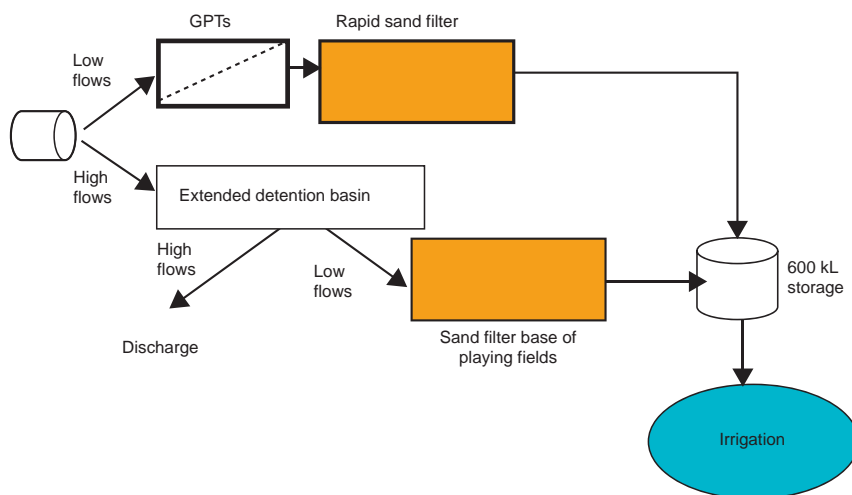 GPTs
Rapid sand filter
Low
flows
High
flows
Extended detention basin
High
flows
Low
flows
600 kL
storage
Discharge
Sand filter base of
playing fields
Irrigation